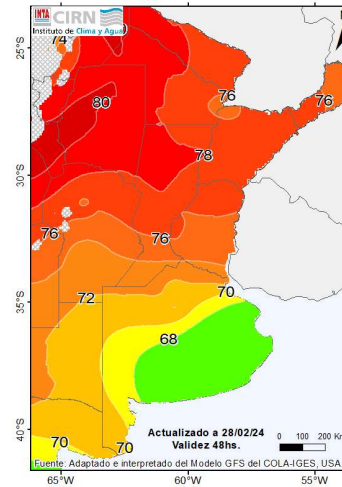 INTA CIRN
Instituto de Clima y Agua
74
25°S
80
76
76
78
30°S
76
76
72
70
35°S
68
70
70
40°S
Actualizado a 28/02/24
Validez 48hs.
0 100 200 Km
Fuente: Adaptado e interpretado del Modelo GFS del COLA-IGES, USA
65°W 60°W 55°W